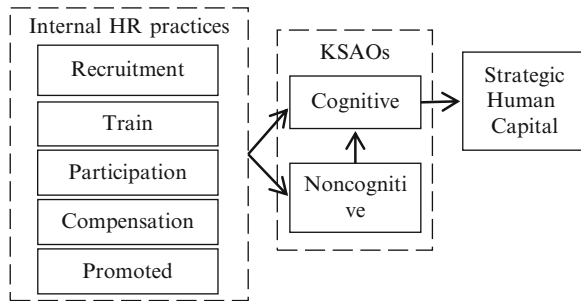 Internal HR practices
Recruitment
Train
Participation
Compensation
Promoted
KSAOs
Cognitive
Noncogniti
ve
Strategic
Human
Capital